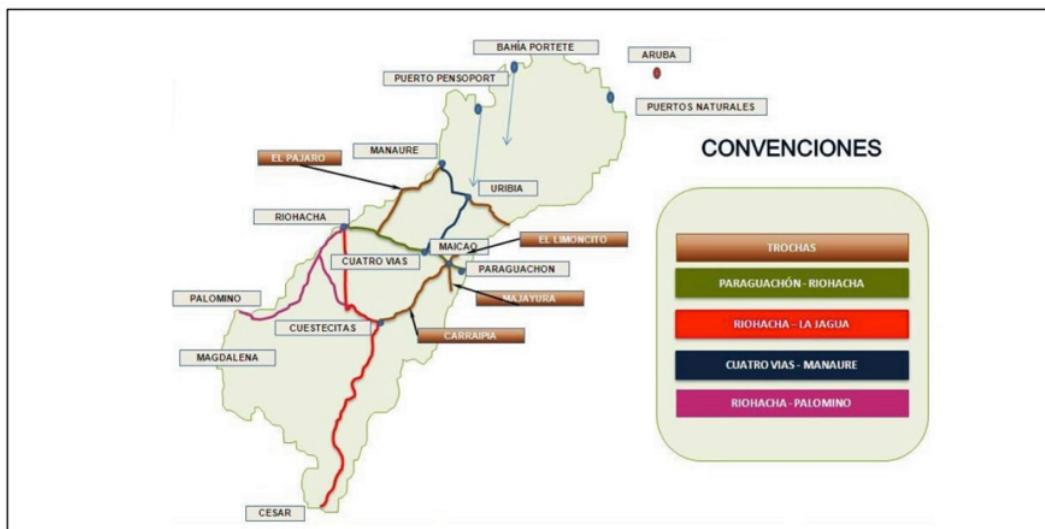 BAHÍA PORTETE
ARUBA
PUERTO PENSOPORT
PUERTOS NATURALES
MANAURE
EL PAJARO
URIBIA
RIOHACHA
EL LIMONCITO
MAICAO
CUATRO VIAS
PARAGUACHON
PALOMINO
MAJAYURA
CUESTECITAS
CARRAIPIA
MAGDALENA
CESAR
CONVENCIONES
TROCHAS
PARAGUACHÓN - RIOHACHA
RIOHACHA - LA JAGUA
CUATRO VIAS - MANAURE
RIOHACHA - PALOMINO